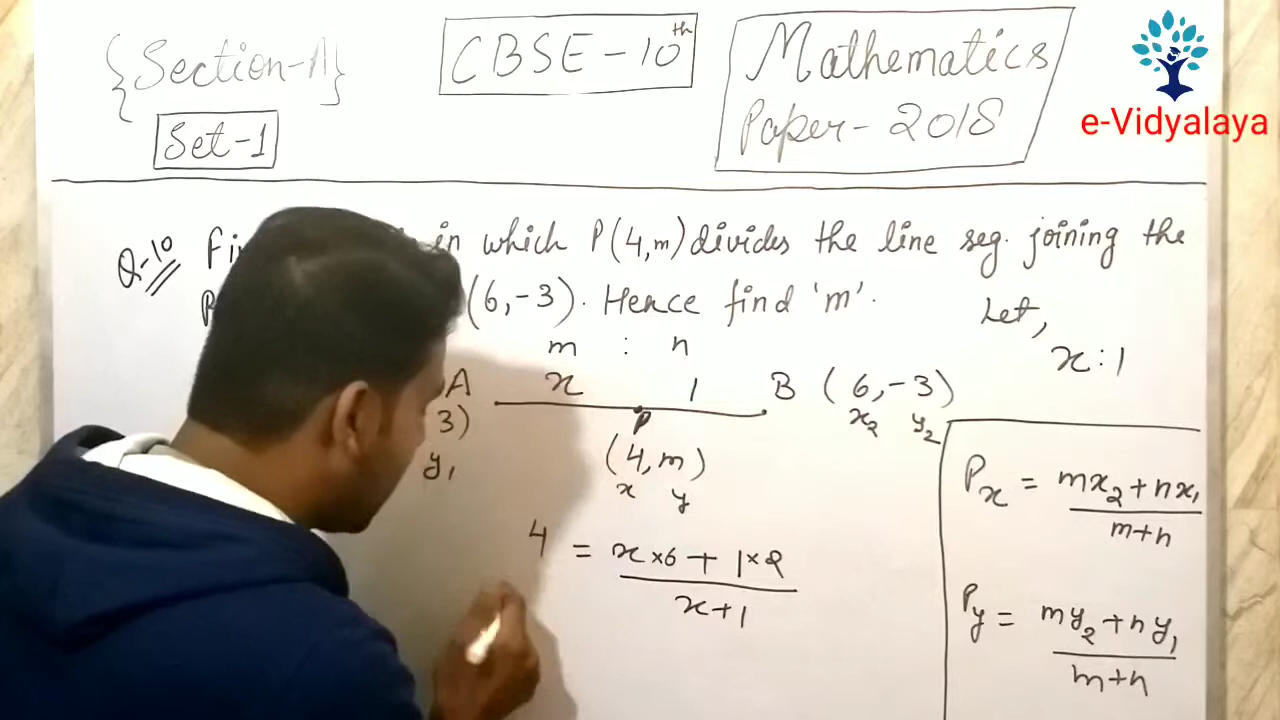 {Section-A}
Set-1
CBSE-10th
Mathematics
Paper-2018
e-Vidyalaya
Q-10 in which P(4,m) divides the line seg. joining the
(6,-3). Hence find 'm'.
Let,
x:1
m : n
A x 1 B (6,-3)
x₂ y₂
3)
y₁
P
(4,m)
x y
4 = x×6 + 1×2
x+1
Pₓ = mx₂+nx₁
m+n
Py = my₂+ny₁
m+n